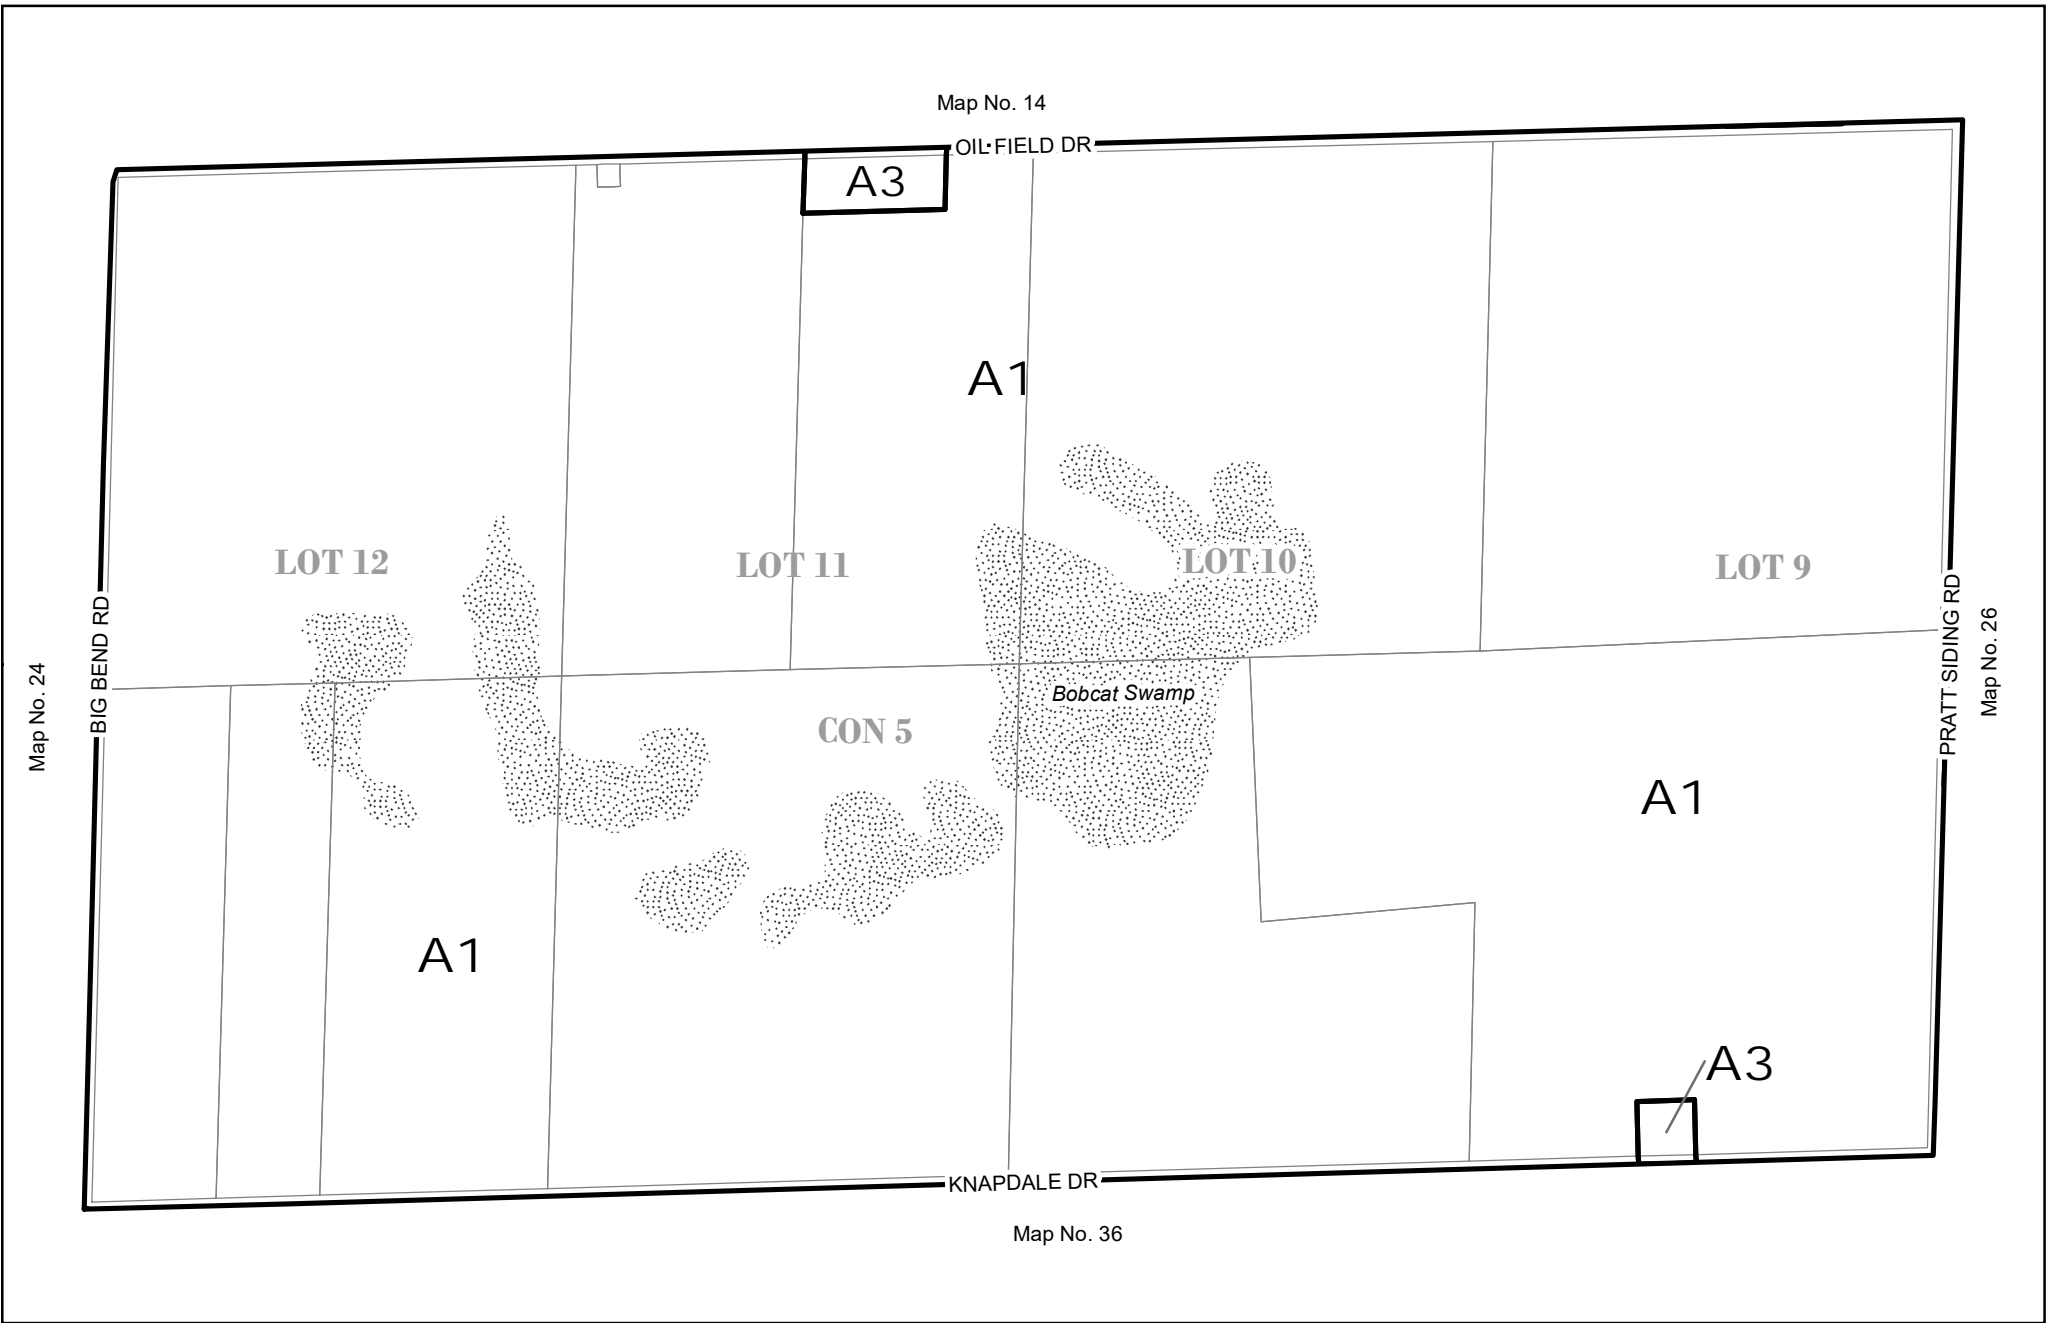 Map No. 14
OIL FIELD DR
A3
A1
LOT 12
LOT 11
LOT 10
LOT 9
BIG BEND RD
Map No. 24
PRATT SIDING RD
Map No. 26
Bobcat Swamp
CON 5
A1
A1
A3
KNAPDALE DR
Map No. 36